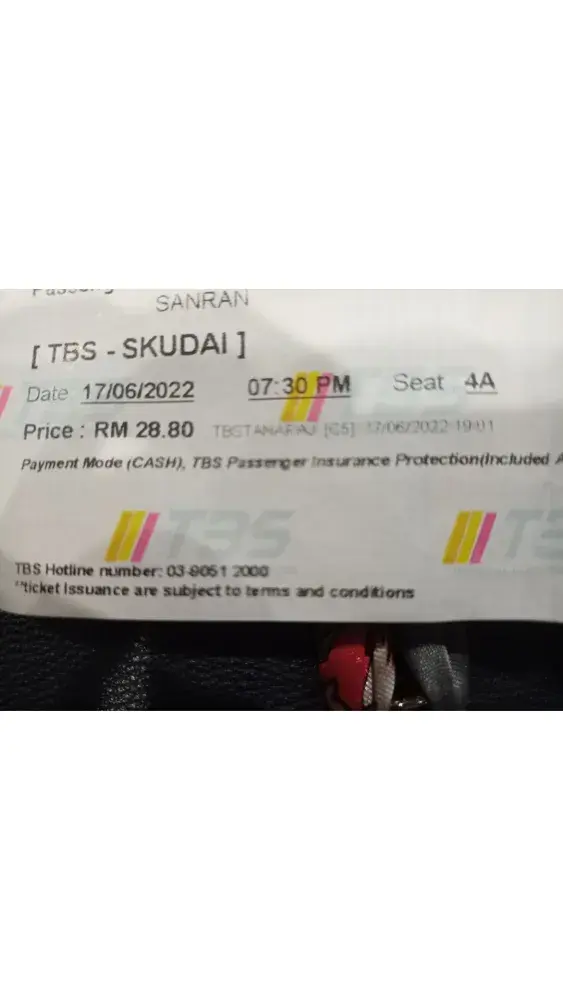 SANRAN
[ TBS - SKUDAI ]
Date 17/06/2022 07:30 PM Seat 4A
Price : RM 28.80 [C5] 17/06/2022 19:01
Payment Mode (CASH), TBS Passenger Insurance Protection(Included
TBS TBS
TBS Hotline number: 03-9051 2000
**ticket Issuance are subject to terms and conditions